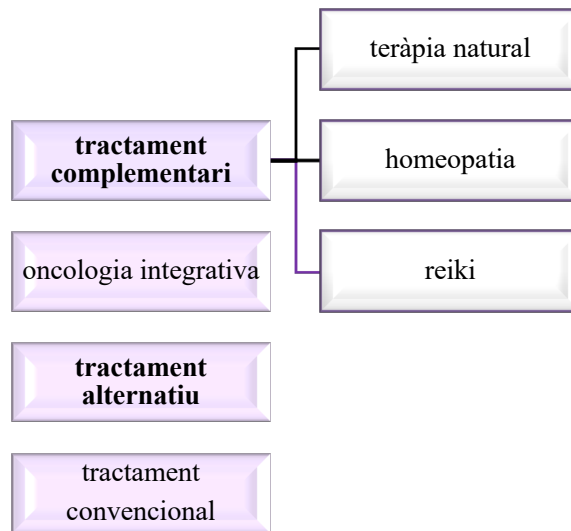 tractament
complementari
oncologia integrativa
tractament
alternatiu
tractament
convencional
teràpia natural
homeopatia
reiki